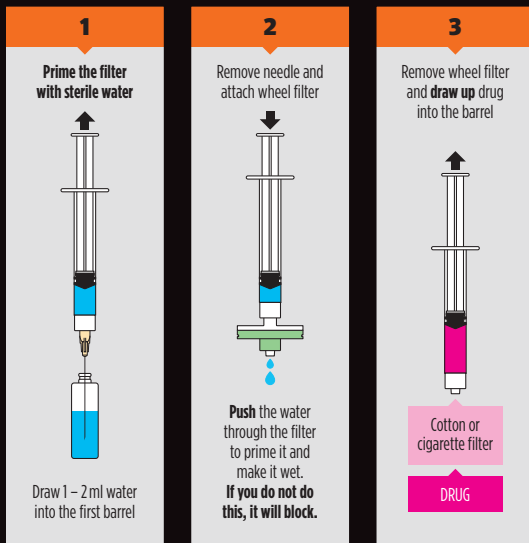 1
Prime the filter
with sterile water
Draw 1 – 2 ml water
into the first barrel
2
Remove needle and
attach wheel filter
Push the water
through the filter
to prime it and
make it wet.
If you do not do
this, it will block.
3
Remove wheel filter
and draw up drug
into the barrel
Cotton or
cigarette filter
DRUG